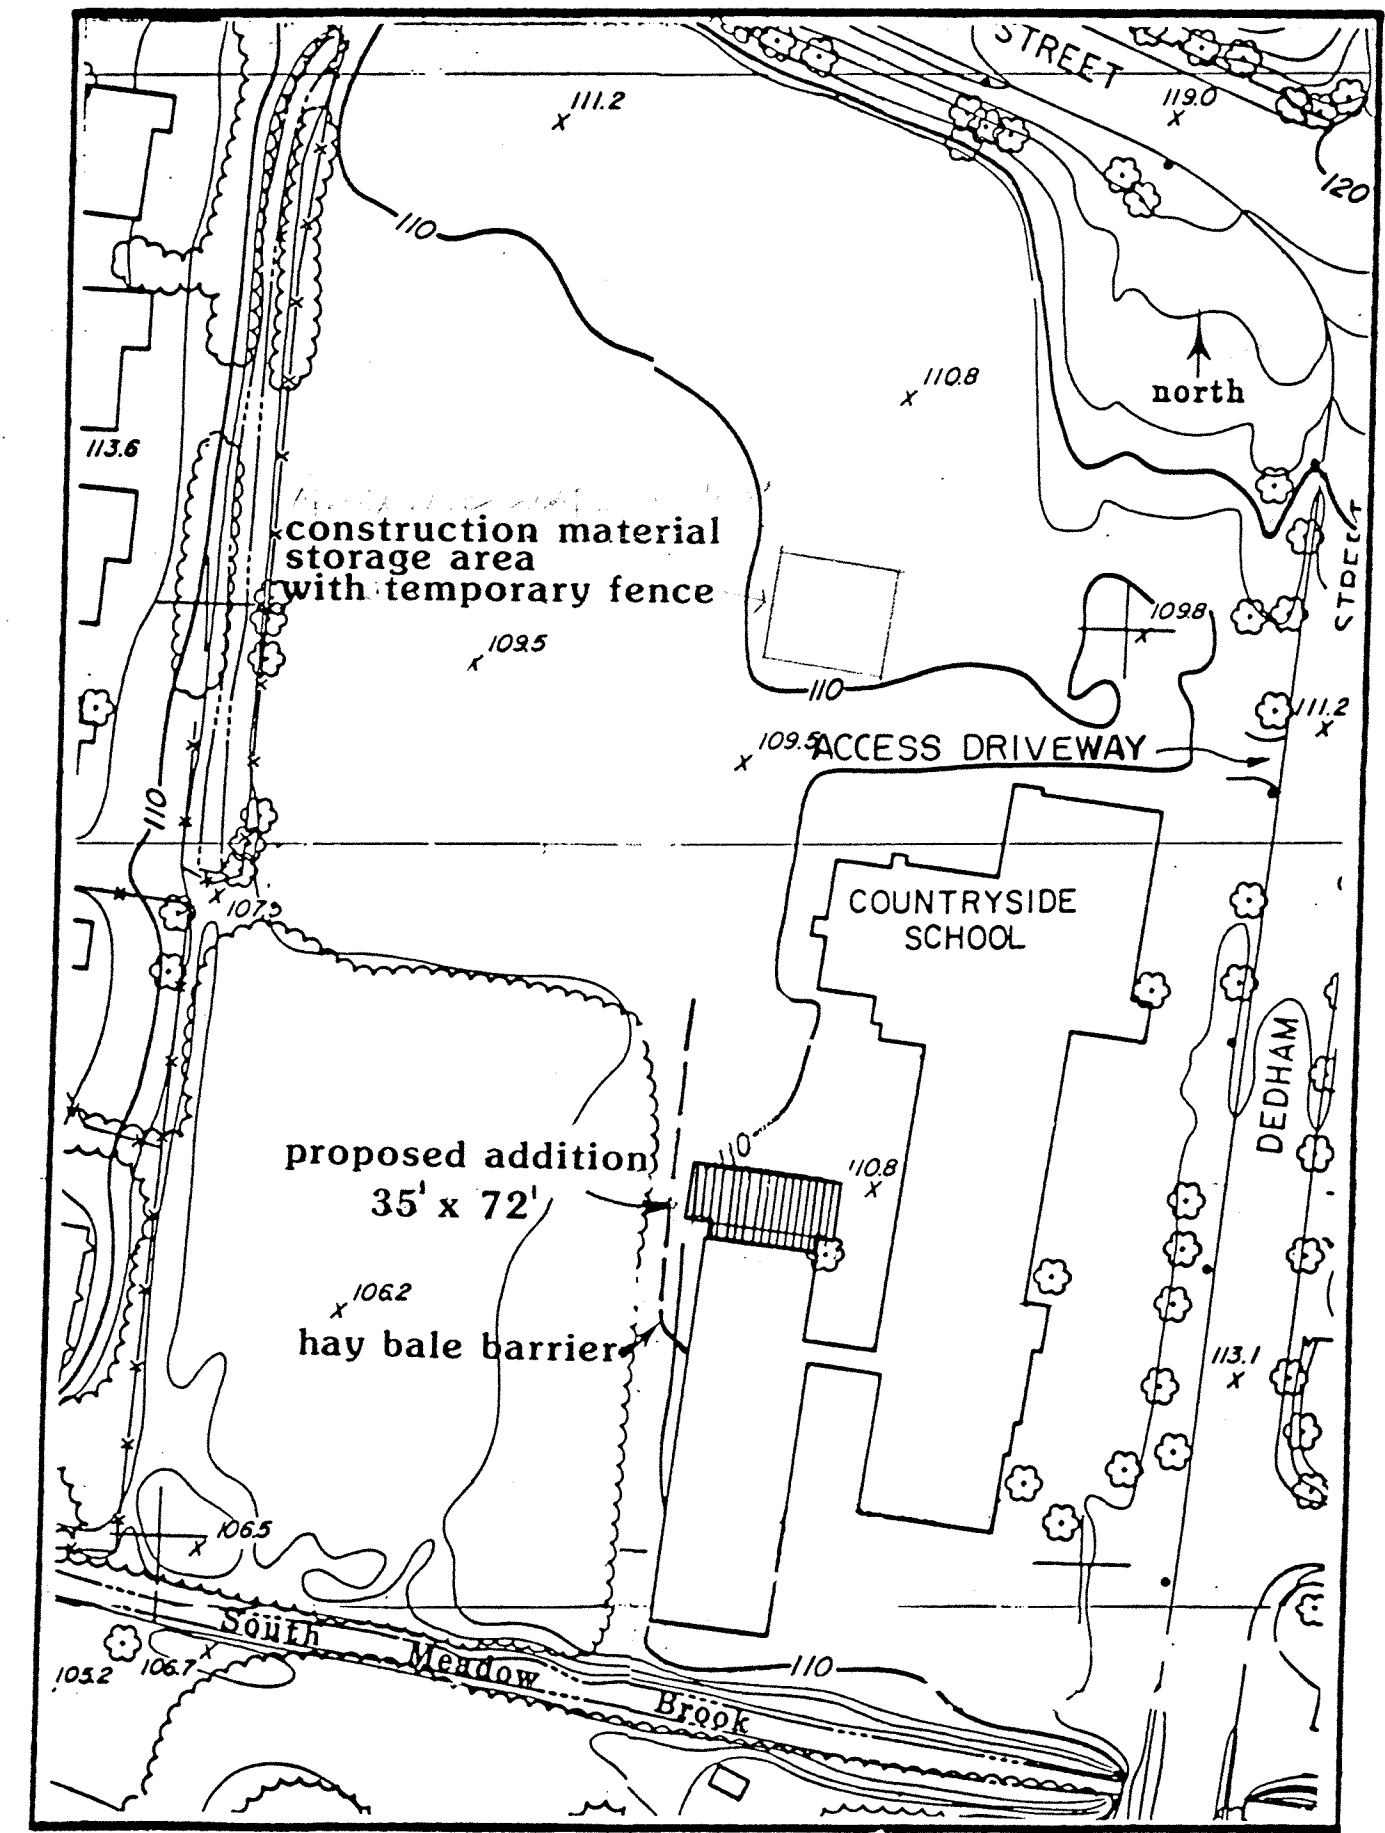 STREET
119.0
111.2
120
110
110.8
north
113.6
construction material
storage area
with temporary fence
109.8
109.5
110
111.2
109.5
ACCESS DRIVEWAY
110
COUNTRYSIDE
SCHOOL
DEDHAM
proposed addition
35' x 72'
110
110.8
106.2
hay bale barrier
113.1
106.5
South Meadow Brook
105.2
106.7
110